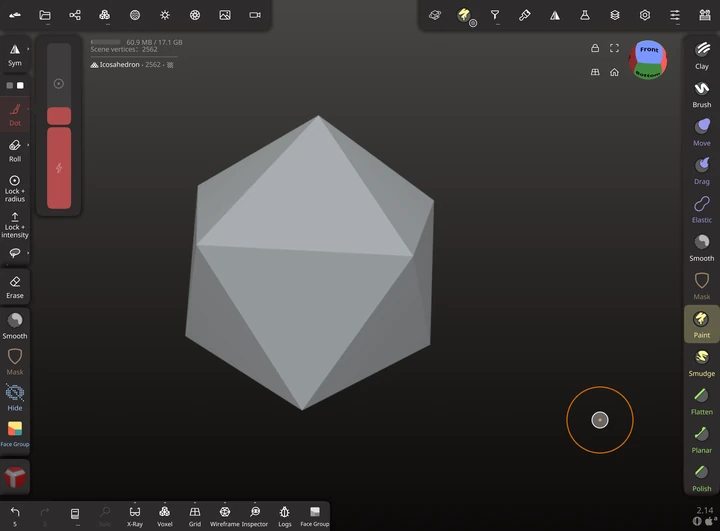 60.9 MB / 17.1 GB
Scene vertices: 2562
Icosahedron - 2562 -
Front
Bottom
Sym
Dot
Roll
Lock +
radius
Lock +
intensity
Erase
Smooth
Mask
Hide
Face Group
Clay
Brush
Move
Drag
Elastic
Smooth
Mask
Paint
Smudge
Flatten
Planar
Polish
5
X-Ray
Voxel
Grid
Wireframe
Inspector
Logs
Face Group
2.14